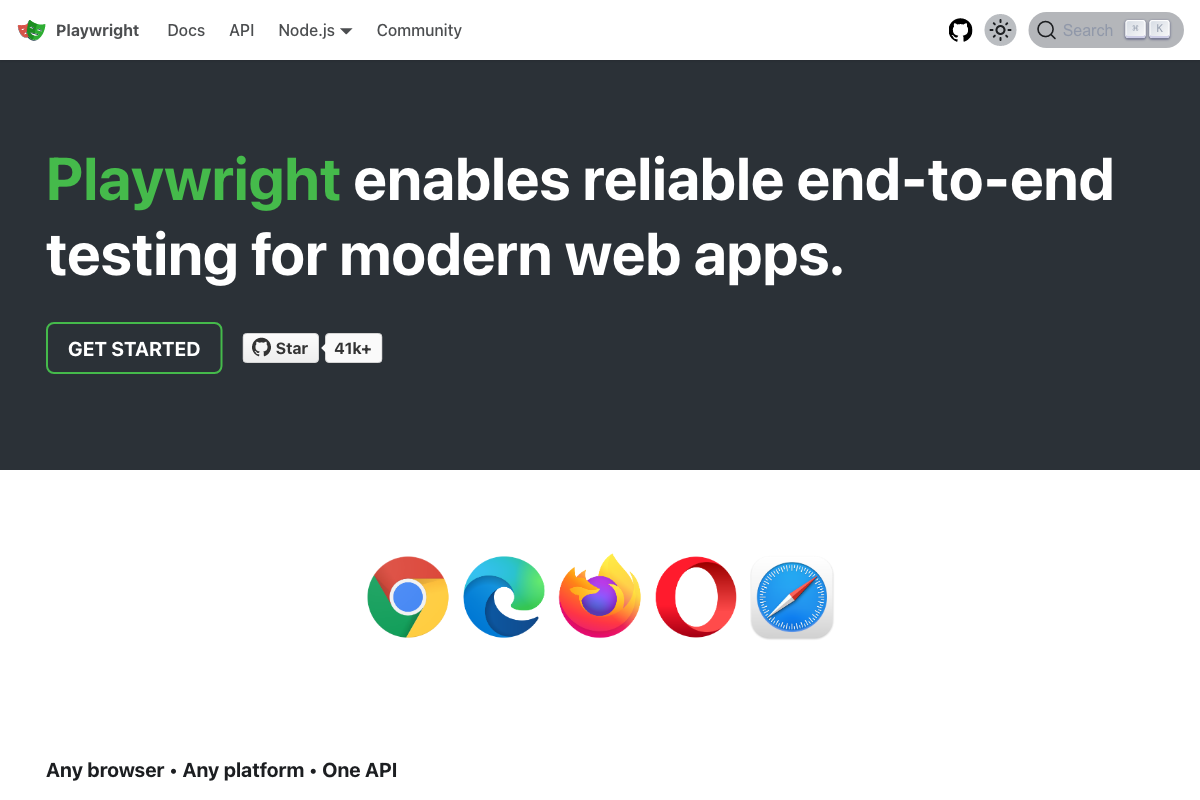 Playwright Docs API Node.js Community Search ⌘ K
Playwright enables reliable end-to-end
testing for modern web apps.
GET STARTED Star 41k+
Any browser • Any platform • One API